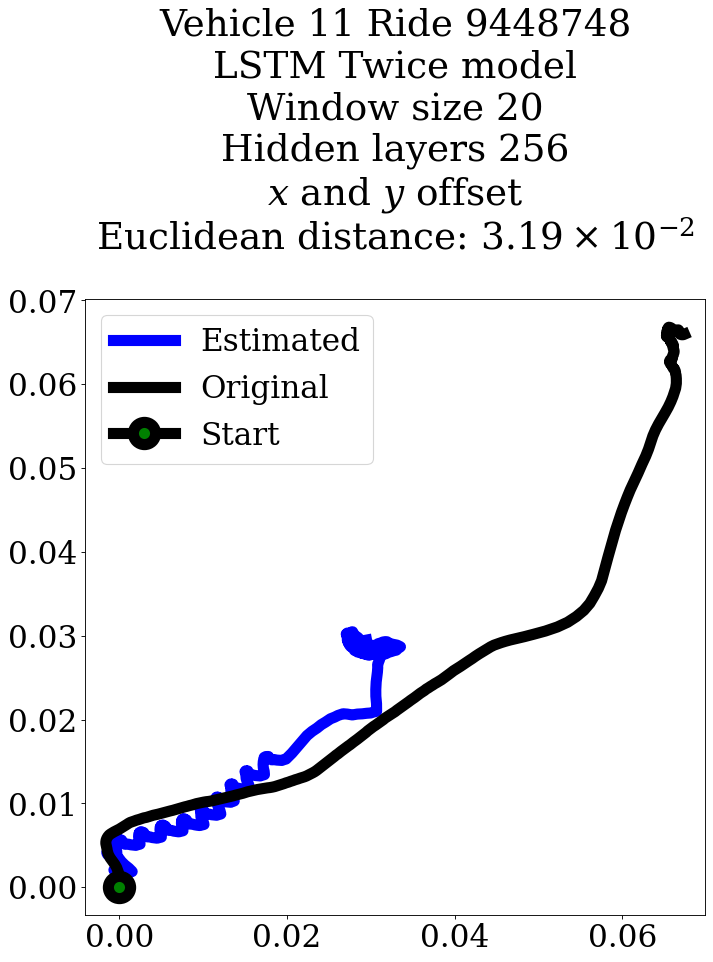 Vehicle 11 Ride 9448748
LSTM Twice model
Window size 20
Hidden layers 256
x and y offset
Euclidean distance: 3.19 × 10⁻²
0.07
Estimated
0.06
Original
Start
0.05
0.04
0.03
0.02
0.01
0.00
0.00 0.02 0.04 0.06